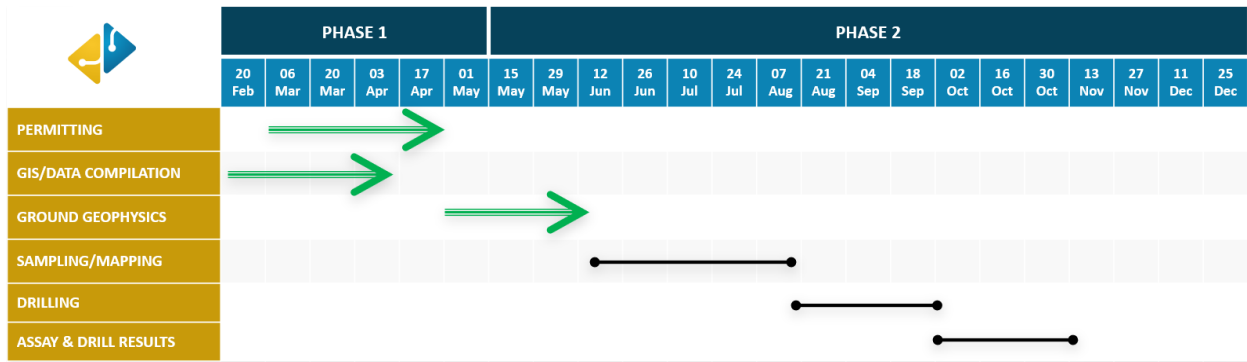 PHASE 1 PHASE 2
20 Feb 06 Mar 20 Mar 03 Apr 17 Apr 01 May 15 May 29 May 12 Jun 26 Jun 10 Jul 24 Jul 07 Aug 21 Aug 04 Sep 18 Sep 02 Oct 16 Oct 30 Oct 13 Nov 27 Nov 11 Dec 25 Dec
PERMITTING
GIS/DATA COMPILATION
GROUND GEOPHYSICS
SAMPLING/MAPPING
DRILLING
ASSAY & DRILL RESULTS